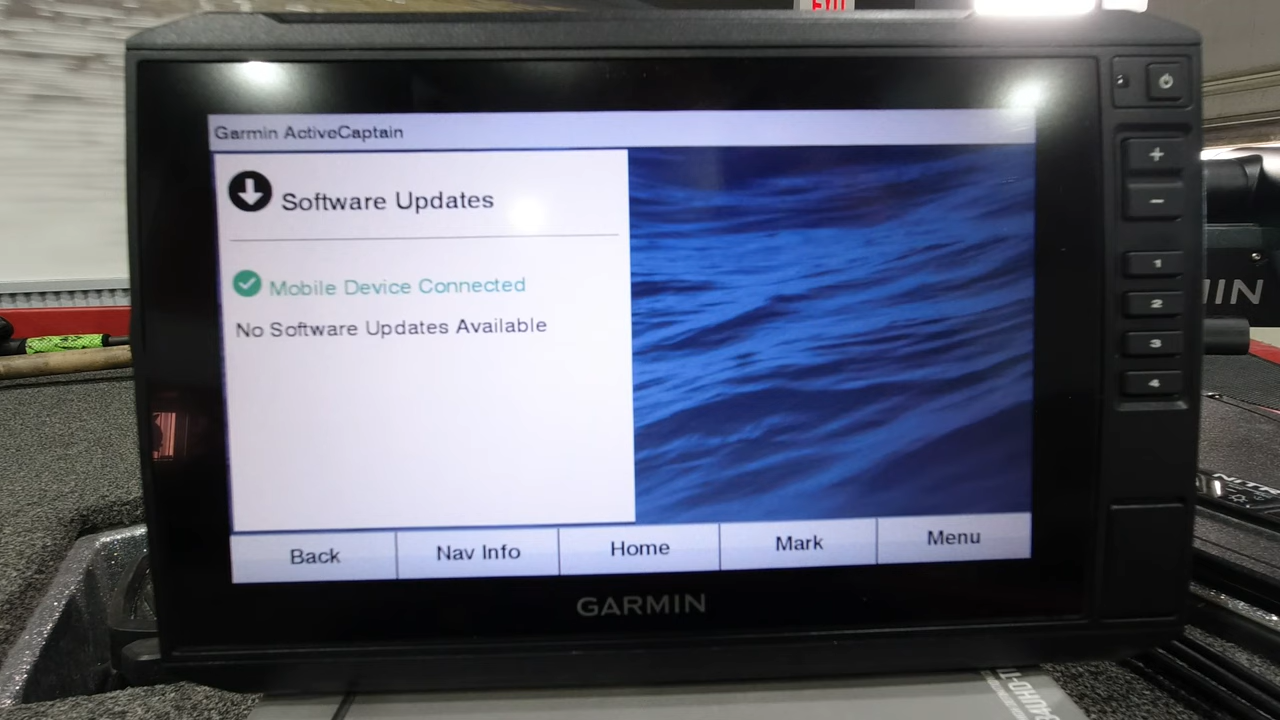 EXIT
Garmin ActiveCaptain
Software Updates
Mobile Device Connected
No Software Updates Available
+
−
1
2
3
4
Back
Nav Info
Home
Mark
Menu
GARMIN